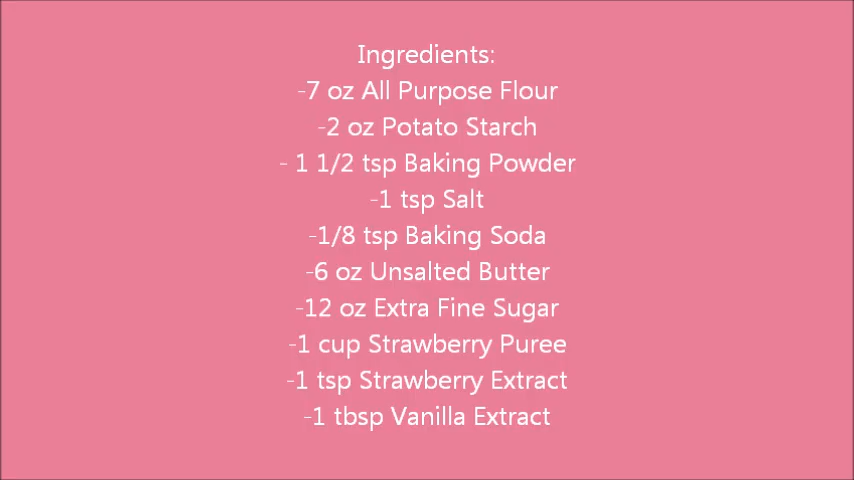 Ingredients:
-7 oz All Purpose Flour
-2 oz Potato Starch
- 1 1/2 tsp Baking Powder
-1 tsp Salt
-1/8 tsp Baking Soda
-6 oz Unsalted Butter
-12 oz Extra Fine Sugar
-1 cup Strawberry Puree
-1 tsp Strawberry Extract
-1 tbsp Vanilla Extract